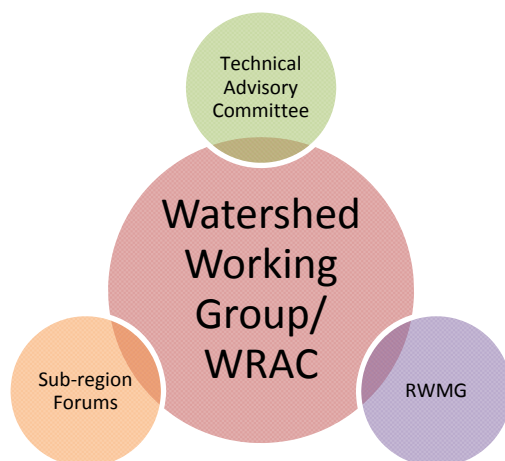 Technical
Advisory
Committee
Watershed
Working
Group/
WRAC
Sub-region
Forums
RWMG